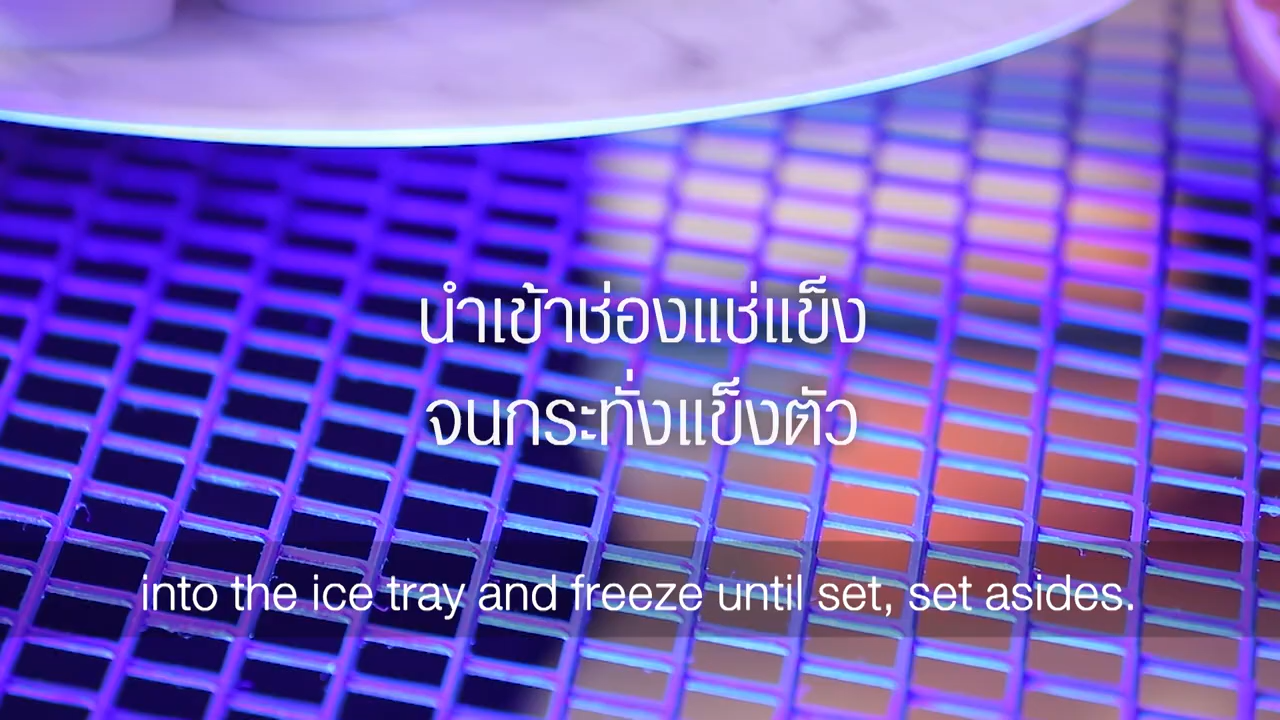 นำเข้าช่องแช่แข็ง
จนกระทั่งแข็งตัว
into the ice tray and freeze until set, set asides.